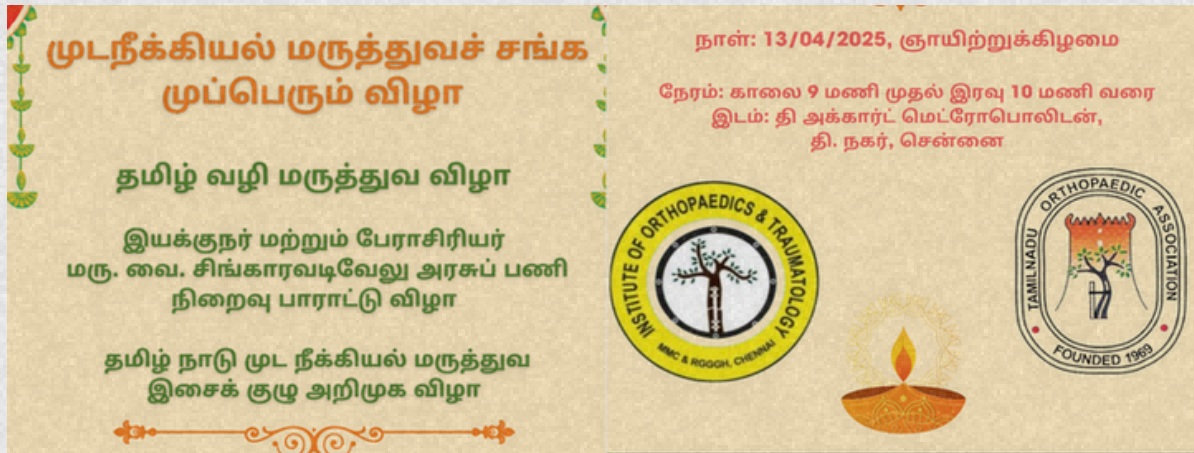 முடநீக்கியல் மருத்துவச் சங்க
முப்பெரும் விழா
தமிழ் வழி மருத்துவ விழா
இயக்குநர் மற்றும் பேராசிரியர்
மரு. வை. சிங்காரவடிவேலு அரசுப் பணி
நிறைவு பாராட்டு விழா
தமிழ் நாடு முட நீக்கியல் மருத்துவ
இசைக் குழு அறிமுக விழா
நாள்: 13/04/2025, ஞாயிற்றுக்கிழமை
நேரம்: காலை 9 மணி முதல் இரவு 10 மணி வரை
இடம்: தி அக்கார்ட் மெட்ரோபொலிடன்,
தி. நகர், சென்னை
INSTITUTE OF ORTHOPAEDICS & TRAUMATOLOGY
MMC & RGGGH, CHENNAI
TAMILNADU ORTHOPAEDIC ASSOCIATION
FOUNDED 1969